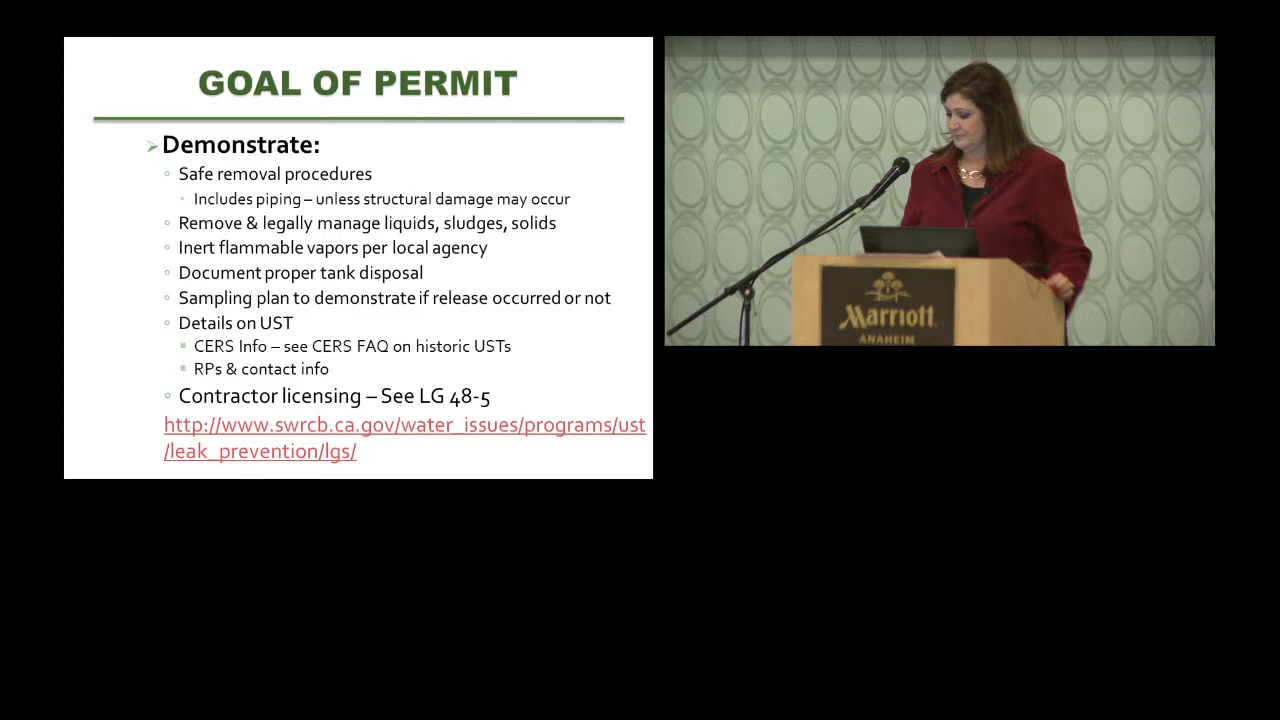 GOAL OF PERMIT
Demonstrate:
Safe removal procedures
Includes piping – unless structural damage may occur
Remove & legally manage liquids, sludges, solids
Inert flammable vapors per local agency
Document proper tank disposal
Sampling plan to demonstrate if release occurred or not
Details on UST
CERS Info – see CERS FAQ on historic USTs
RPs & contact info
Contractor licensing – See LG 48-5
http://www.swrcb.ca.gov/water_issues/programs/ust
/leak_prevention/lgs/
Marriott
ANAHEIM